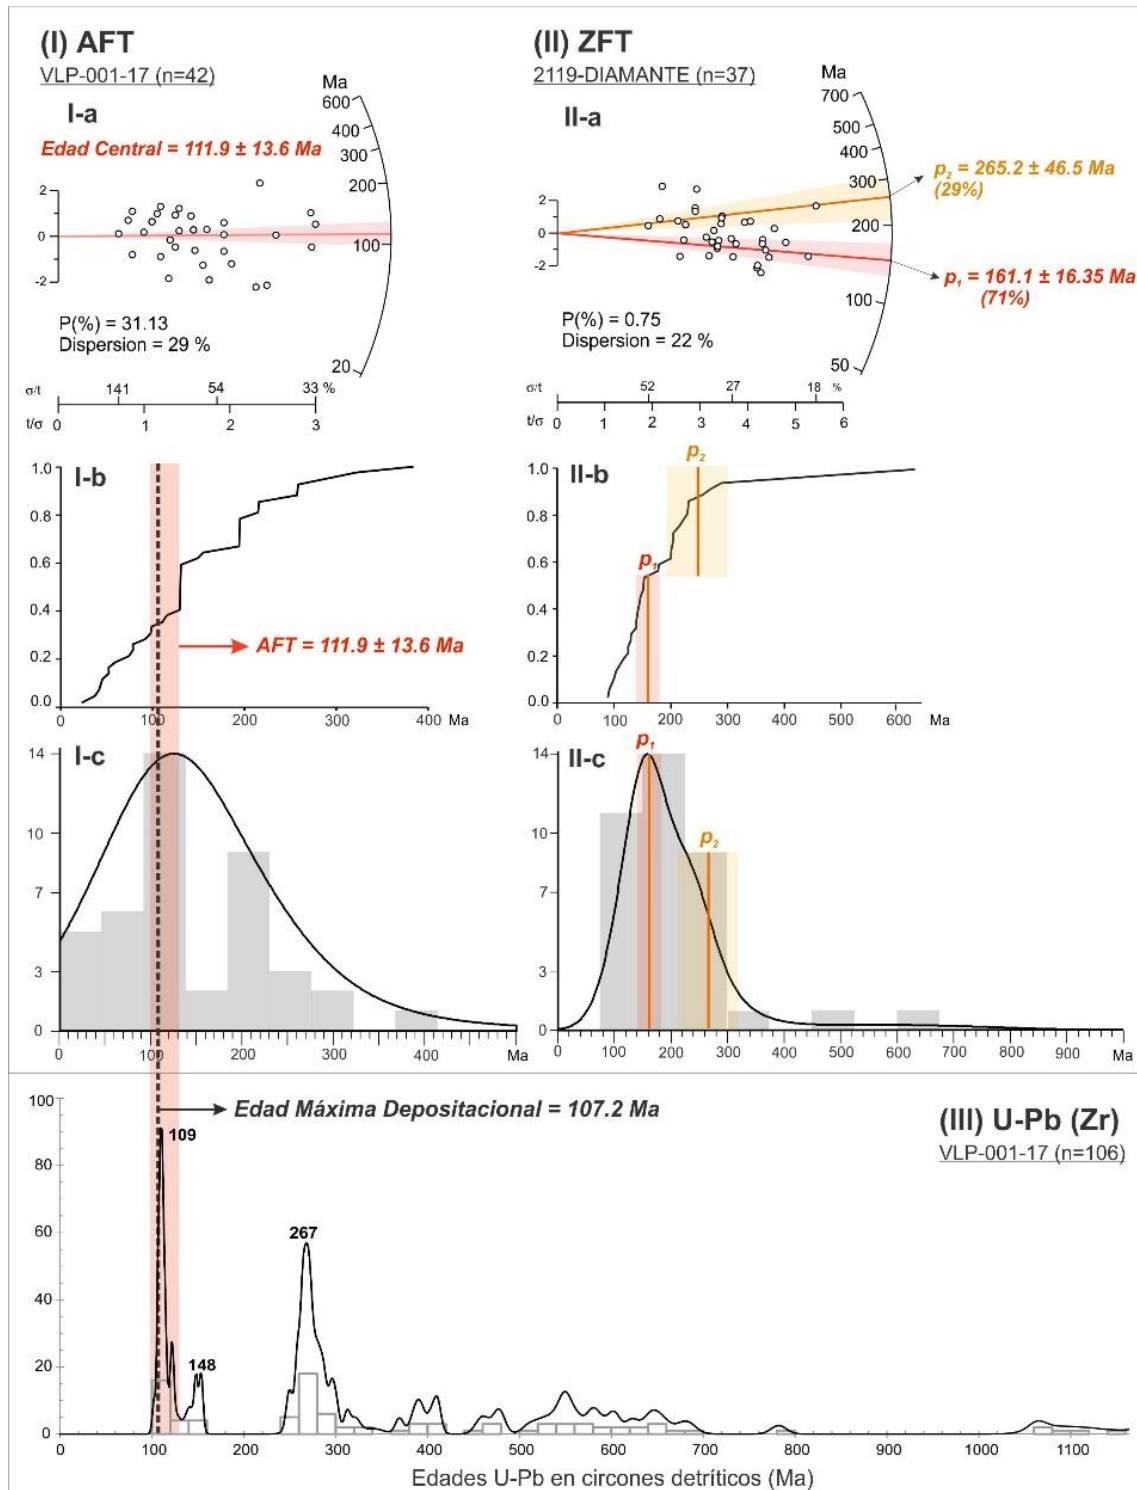 (I) AFT
VLP-001-17 (n=42)
I-a
Edad Central = 111.9 ± 13.6 Ma
Ma
600
400
300
200
100
20
2
0
-2
P(%) = 31.13
Dispersion = 29 %
σ/t 141 54 33 %
t/σ 0 1 2 3
(II) ZFT
2119-DIAMANTE (n=37)
II-a
Ma
700
500
400
300
200
100
50
2
0
-2
p₂ = 265.2 ± 46.5 Ma
(29%)
p₁ = 161.1 ± 16.35 Ma
(71%)
P(%) = 0.75
Dispersion = 22 %
σ/t 52 27 18 %
t/σ 0 1 2 3 4 5 6
I-b
1.0
0.8
0.6
0.4
0.2
0.0
AFT = 111.9 ± 13.6 Ma
0 100 200 300 400 Ma
II-b
p₂
p₁
1.0
0.8
0.6
0.4
0.2
0.0
0 100 200 300 400 500 600 Ma
I-c
14
10
7
3
0
0 100 200 300 400 Ma
II-c
p₁
p₂
14
10
7
3
0
0 100 200 300 400 500 600 700 800 900 Ma
Edad Máxima Depositacional = 107.2 Ma
(III) U-Pb (Zr)
VLP-001-17 (n=106)
100
80
60
40
20
0
109
148
267
0 100 200 300 400 500 600 700 800 900 1000 1100
Edades U-Pb en circones detríticos (Ma)